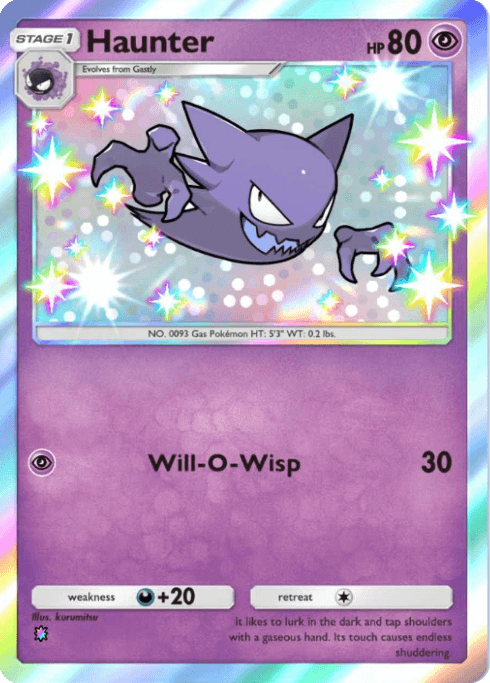 STAGE 1 Haunter HP 80
Evolves from Gastly
NO. 0093 Gas Pokémon HT: 5'3" WT: 0.2 lbs.
Will-O-Wisp 30
weakness +20 retreat
Illus. kurumitsu
It likes to lurk in the dark and tap shoulders
with a gaseous hand. Its touch causes endless
shuddering.